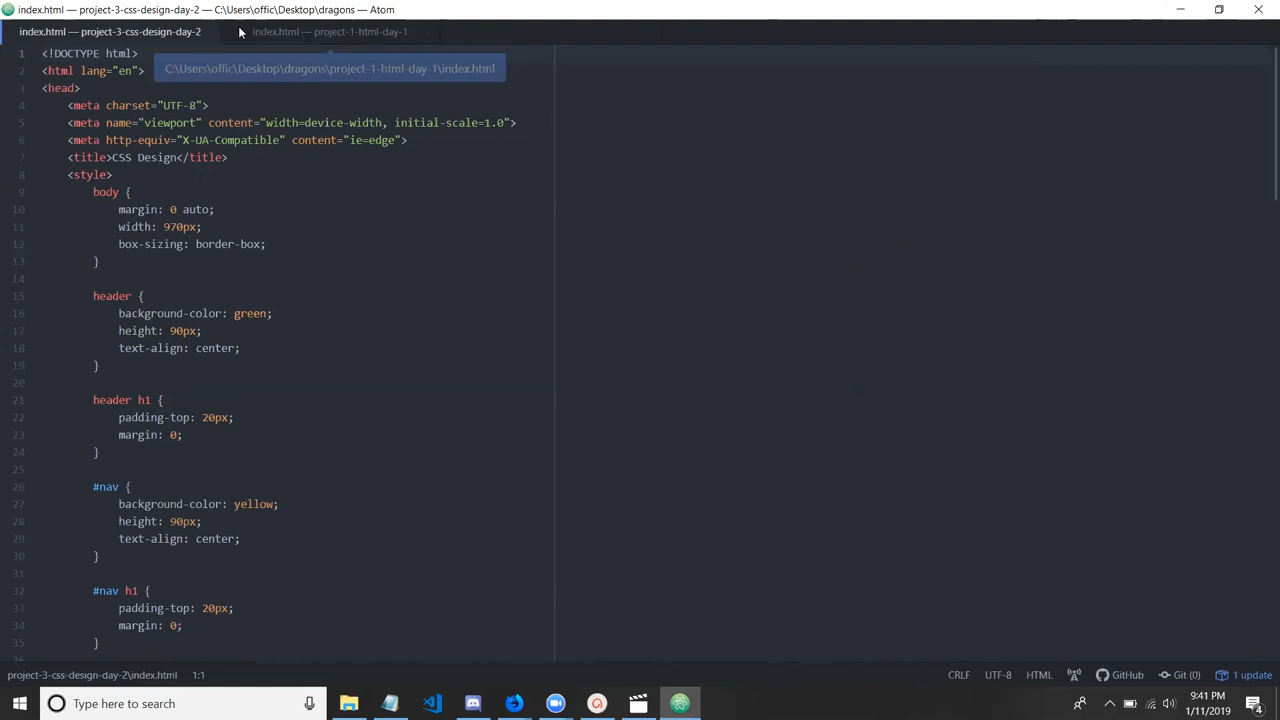 index.html — project-3-css-design-day-2 — C:\Users\offic\Desktop\dragons — Atom
index.html — project-3-css-design-day-2
index.html — project-1-html-day-1
C:\Users\offic\Desktop\dragons\project-1-html-day-1\index.html
1 <!DOCTYPE html>
2 <html lang="en">
3 <head>
4 <meta charset="UTF-8">
5 <meta name="viewport" content="width=device-width, initial-scale=1.0">
6 <meta http-equiv="X-UA-Compatible" content="ie=edge">
7 <title>CSS Design</title>
8 <style>
9 body {
10 margin: 0 auto;
11 width: 970px;
12 box-sizing: border-box;
13 }
14
15 header {
16 background-color: green;
17 height: 90px;
18 text-align: center;
19 }
20
21 header h1 {
22 padding-top: 20px;
23 margin: 0;
24 }
25
26 #nav {
27 background-color: yellow;
28 height: 90px;
29 text-align: center;
30 }
31
32 #nav h1 {
33 padding-top: 20px;
34 margin: 0;
35 }
project-3-css-design-day-2\index.html 1:1 CRLF UTF-8 HTML GitHub Git (0) 1 update
Type here to search
9:41 PM
1/11/2019
4